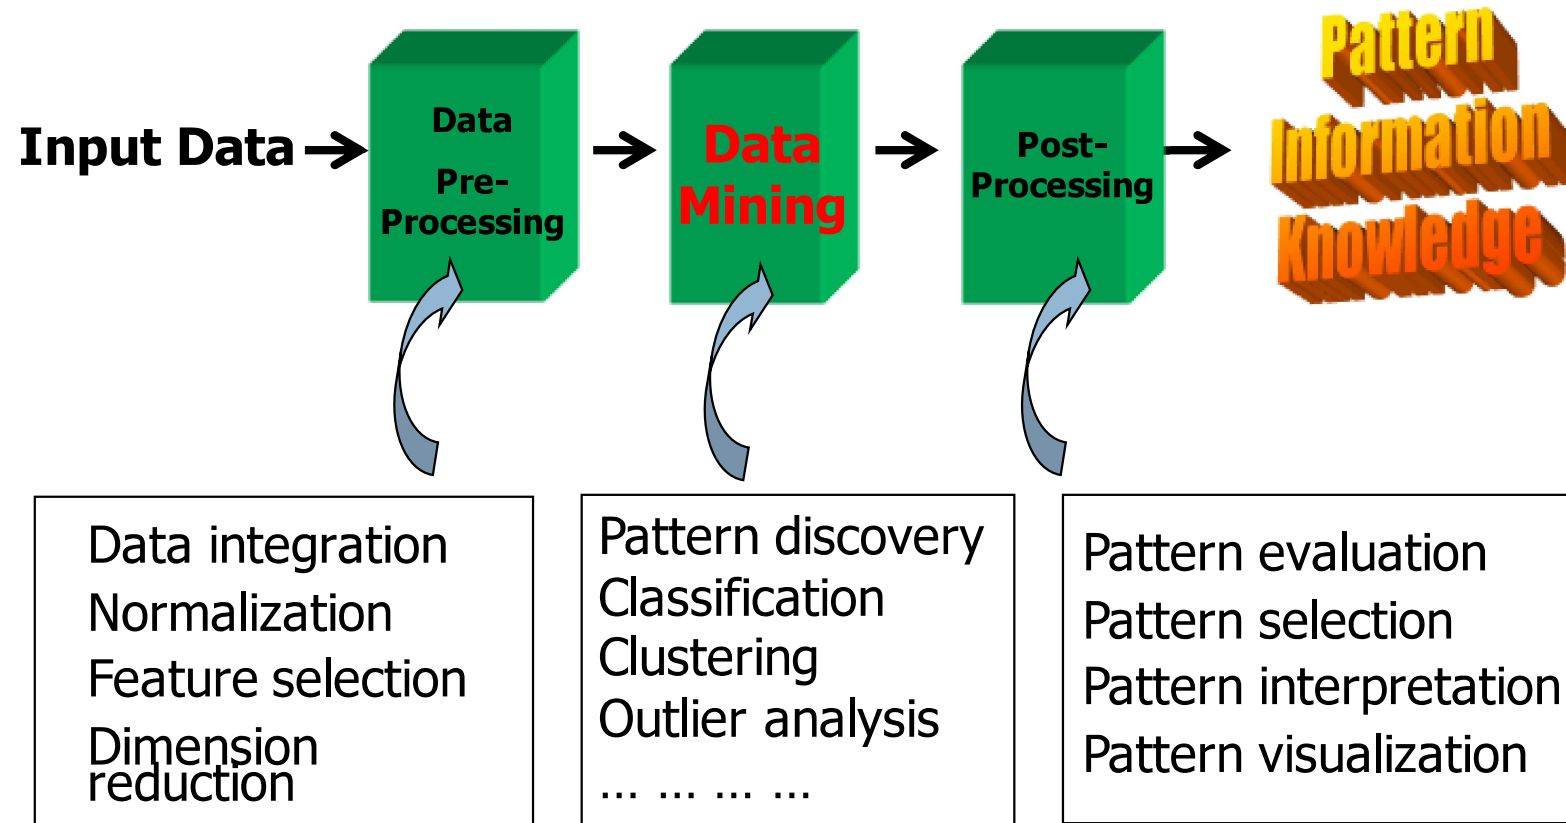 Input Data
Data
Pre-
Processing
Data
Mining
Post-
Processing
Pattern
Information
Knowledge
Data integration
Normalization
Feature selection
Dimension
reduction
Pattern discovery
Classification
Clustering
Outlier analysis
… … … …
Pattern evaluation
Pattern selection
Pattern interpretation
Pattern visualization